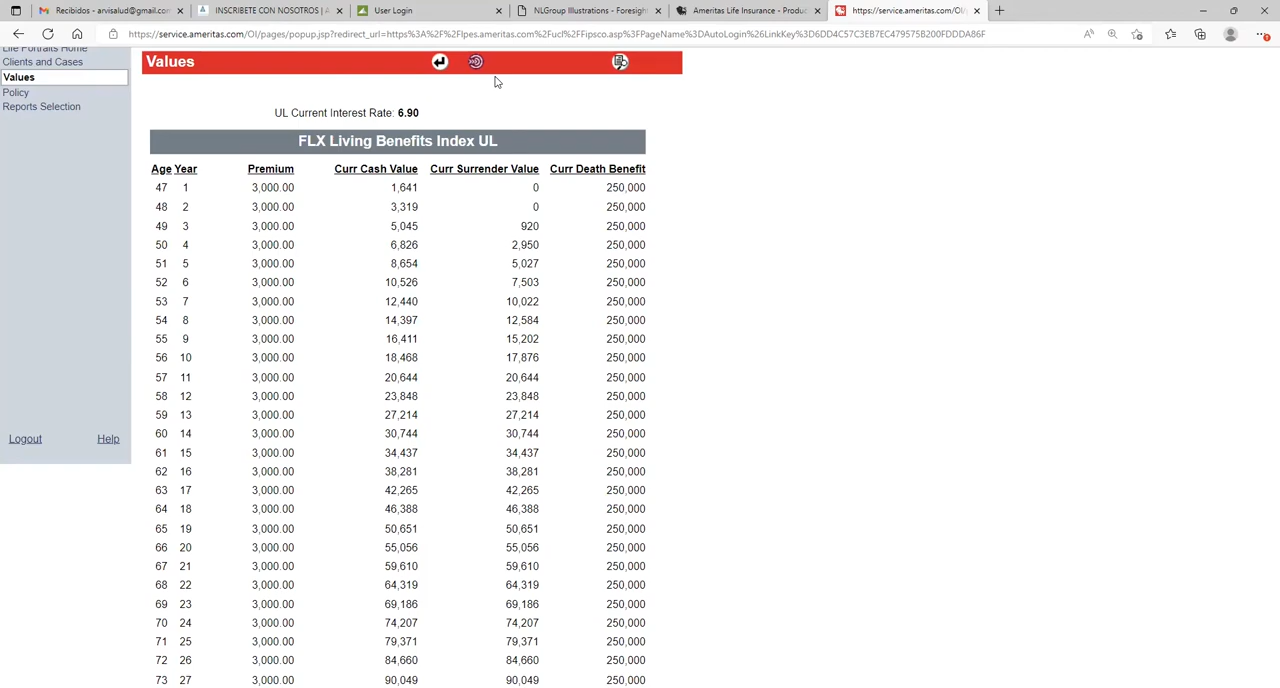 Recibidos - arvisalud@gmail.com
INSCRIBETE CON NOSOTROS | A
User Login
NLGroup Illustrations - Foresigh
Ameritas Life Insurance - Produc
https://service.ameritas.com/OI/
https://service.ameritas.com/OI/pages/popup.jsp?redirect_url=https%3A%2F%2Flpes.ameritas.com%2Fucl%2FFipsco.asp%3FPageName%3DAutoLogin%26LinkKey%3D6DD4C57C3EB7EC479575B200FDDDA86F
Life Portraits Home
Clients and Cases
Values
Policy
Reports Selection
Logout Help
Values
UL Current Interest Rate: 6.90
FLX Living Benefits Index UL
Age Year Premium Curr Cash Value Curr Surrender Value Curr Death Benefit
47 1 3,000.00 1,641 0 250,000
48 2 3,000.00 3,319 0 250,000
49 3 3,000.00 5,045 920 250,000
50 4 3,000.00 6,826 2,950 250,000
51 5 3,000.00 8,654 5,027 250,000
52 6 3,000.00 10,526 7,503 250,000
53 7 3,000.00 12,440 10,022 250,000
54 8 3,000.00 14,397 12,584 250,000
55 9 3,000.00 16,411 15,202 250,000
56 10 3,000.00 18,468 17,876 250,000
57 11 3,000.00 20,644 20,644 250,000
58 12 3,000.00 23,848 23,848 250,000
59 13 3,000.00 27,214 27,214 250,000
60 14 3,000.00 30,744 30,744 250,000
61 15 3,000.00 34,437 34,437 250,000
62 16 3,000.00 38,281 38,281 250,000
63 17 3,000.00 42,265 42,265 250,000
64 18 3,000.00 46,388 46,388 250,000
65 19 3,000.00 50,651 50,651 250,000
66 20 3,000.00 55,056 55,056 250,000
67 21 3,000.00 59,610 59,610 250,000
68 22 3,000.00 64,319 64,319 250,000
69 23 3,000.00 69,186 69,186 250,000
70 24 3,000.00 74,207 74,207 250,000
71 25 3,000.00 79,371 79,371 250,000
72 26 3,000.00 84,660 84,660 250,000
73 27 3,000.00 90,049 90,049 250,000